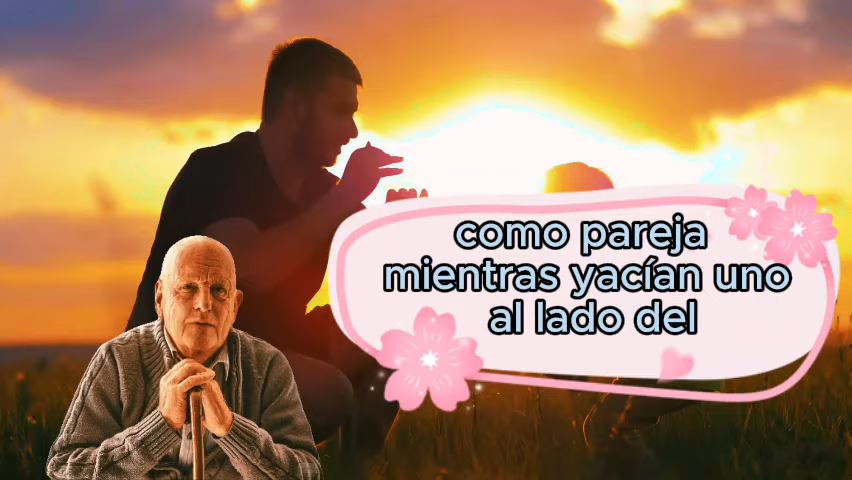 como pareja
mientras yacían uno
al lado del